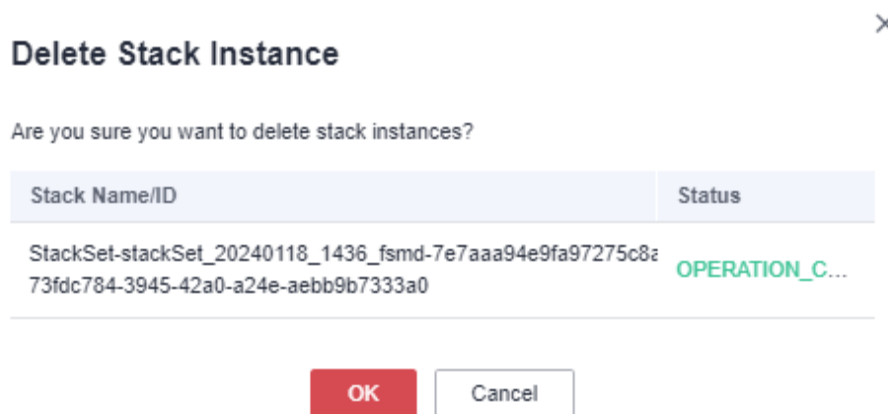 Delete Stack Instance
Are you sure you want to delete stack instances?
Stack Name/ID Status
StackSet-stackSet_20240118_1436_fsmd-7e7aaa94e9fa97275c8a
73fdc784-3945-42a0-a24e-aebb9b7333a0
OPERATION_C...
OK Cancel